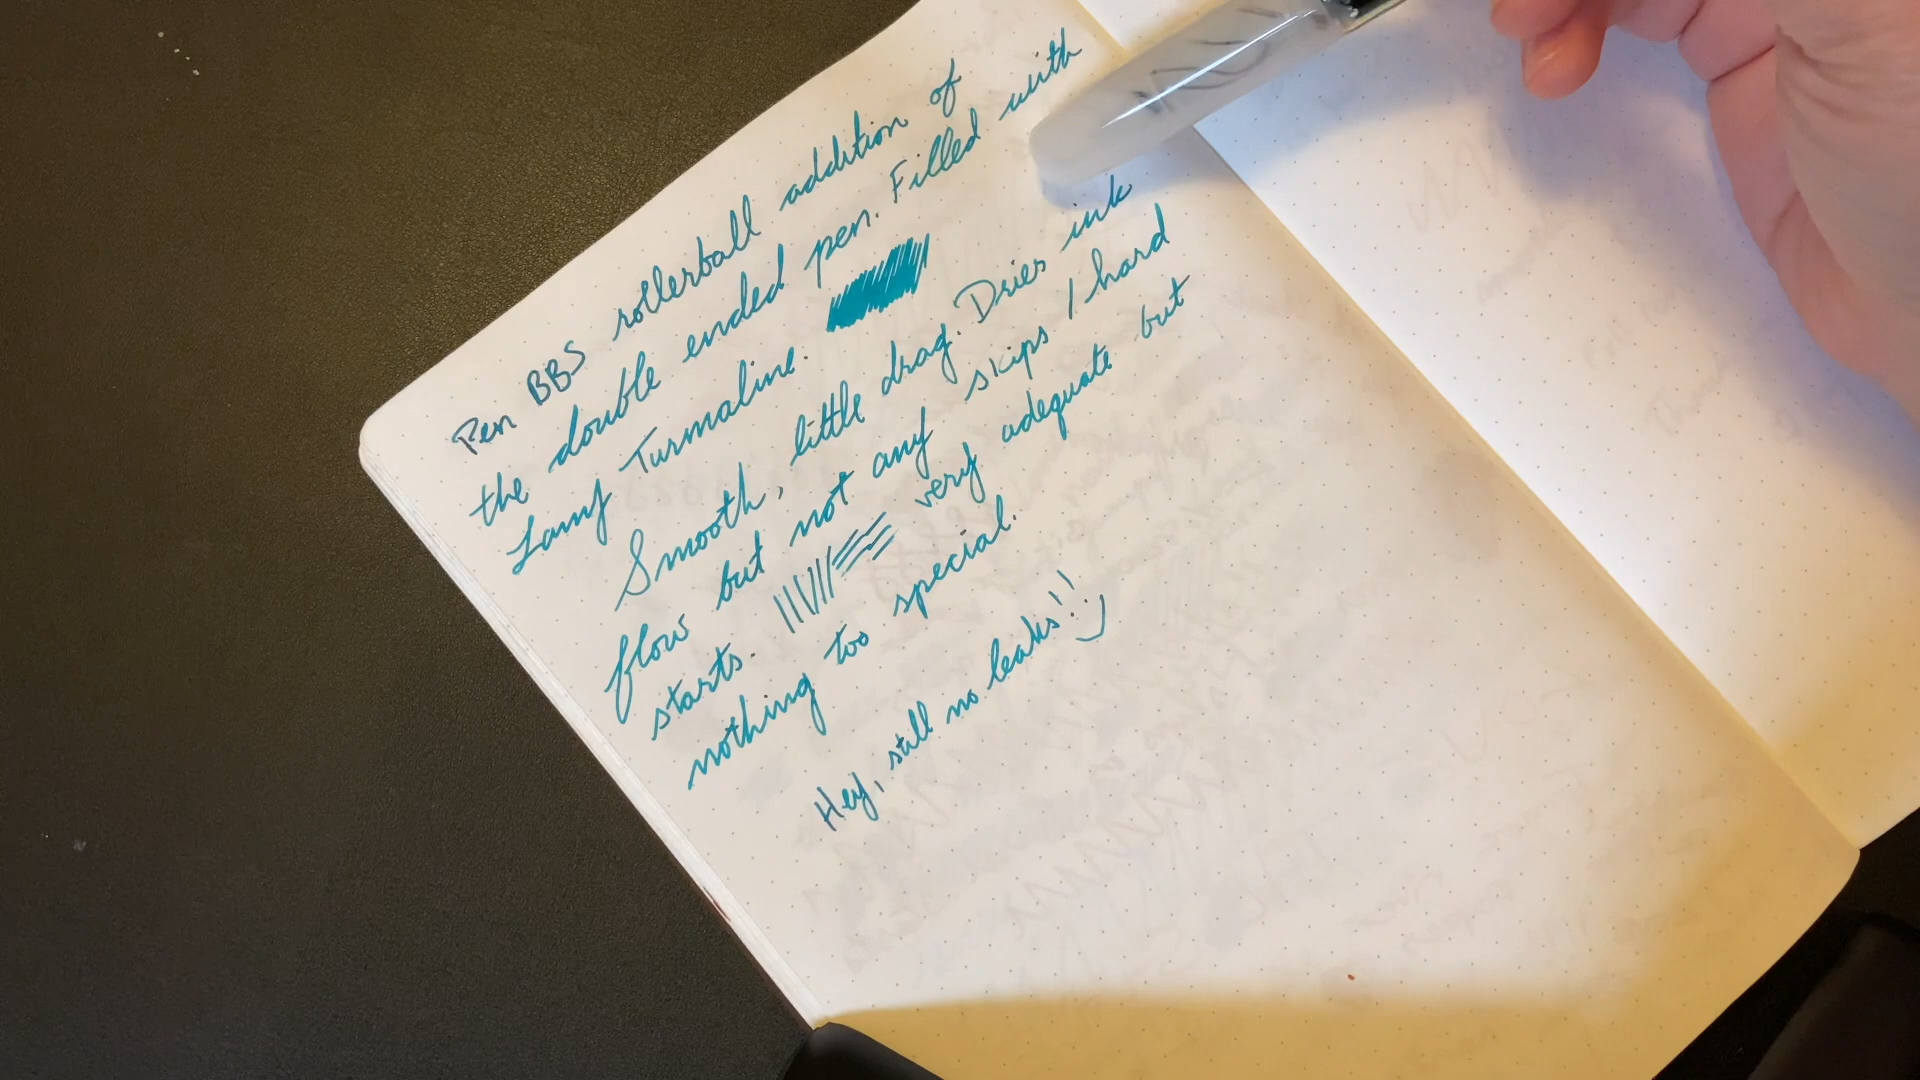 Pen BBS rollerball addition of
the double ended pen. Filled with
Lamy Turmaline.
Smooth, little drag. Dries ink
flow but not any skips / hard
starts. very adequate but
nothing too special.
Hey, still no leaks!! :)